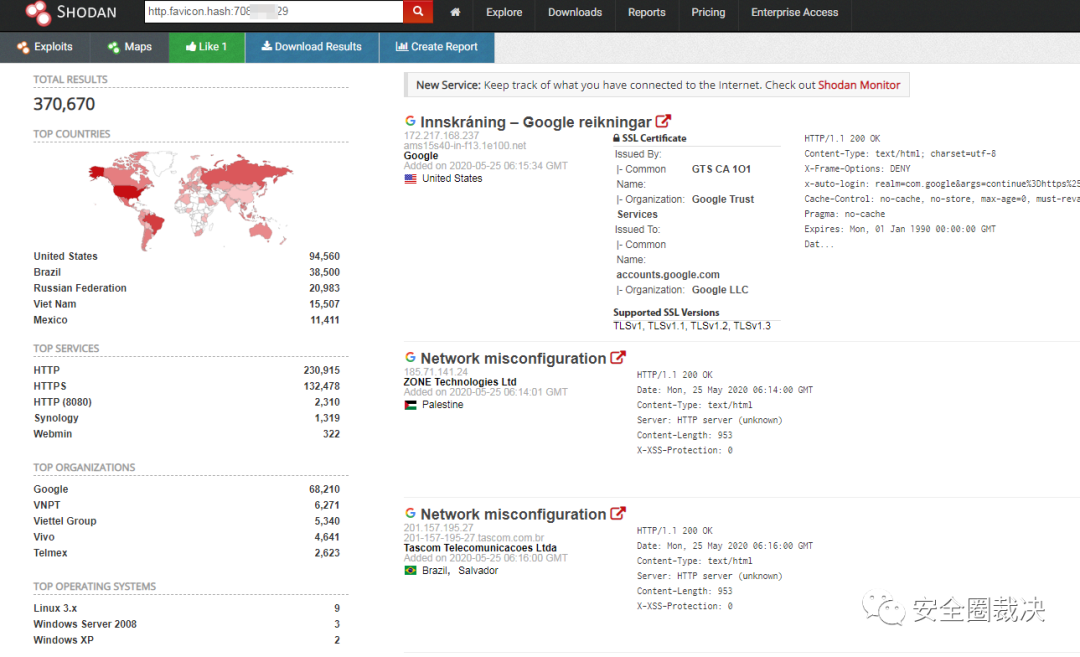 SHODAN
http.favicon.hash:708 29
Explore
Downloads
Reports
Pricing
Enterprise Access
Exploits
Maps
Like 1
Download Results
Create Report
TOTAL RESULTS
370,670
TOP COUNTRIES
United States 94,560
Brazil 38,500
Russian Federation 20,983
Viet Nam 15,507
Mexico 11,411
TOP SERVICES
HTTP 230,915
HTTPS 132,478
HTTP (8080) 2,310
Synology 1,319
Webmin 322
TOP ORGANIZATIONS
Google 68,210
VNPT 6,271
Viettel Group 5,340
Vivo 4,641
Telmex 2,623
TOP OPERATING SYSTEMS
Linux 3.x 9
Windows Server 2008 3
Windows XP 2
New Service: Keep track of what you have connected to the Internet. Check out Shodan Monitor
Innskráning – Google reikningar
172.217.168.237
ams15s40-in-f13.1e100.net
Google
Added on 2020-05-25 06:15:34 GMT
United States
SSL Certificate
Issued By:
|- Common GTS CA 1O1
Name:
|- Organization: Google Trust
Services
Issued To:
|- Common
Name:
accounts.google.com
|- Organization: Google LLC
Supported SSL Versions
TLSv1, TLSv1.1, TLSv1.2, TLSv1.3
HTTP/1.1 200 OK
Content-Type: text/html; charset=utf-8
X-Frame-Options: DENY
x-auto-login: realm=com.google&args=continue%3Dhttps%25
Cache-Control: no-cache, no-store, max-age=0, must-reva
Pragma: no-cache
Expires: Mon, 01 Jan 1990 00:00:00 GMT
Dat...
Network misconfiguration
185.71.141.24
ZONE Technologies Ltd
Added on 2020-05-25 06:14:01 GMT
Palestine
HTTP/1.1 200 OK
Date: Mon, 25 May 2020 06:14:00 GMT
Content-Type: text/html
Server: HTTP server (unknown)
Content-Length: 953
X-XSS-Protection: 0
Network misconfiguration
201.157.195.27
201-157-195-27.tascom.com.br
Tascom Telecomunicacoes Ltda
Added on 2020-05-25 06:16:00 GMT
Brazil, Salvador
HTTP/1.1 200 OK
Date: Mon, 25 May 2020 06:16:00 GMT
Content-Type: text/html
Server: HTTP server (unknown)
Content-Length: 953
X-XSS-Protection: 0
安全圈裁决